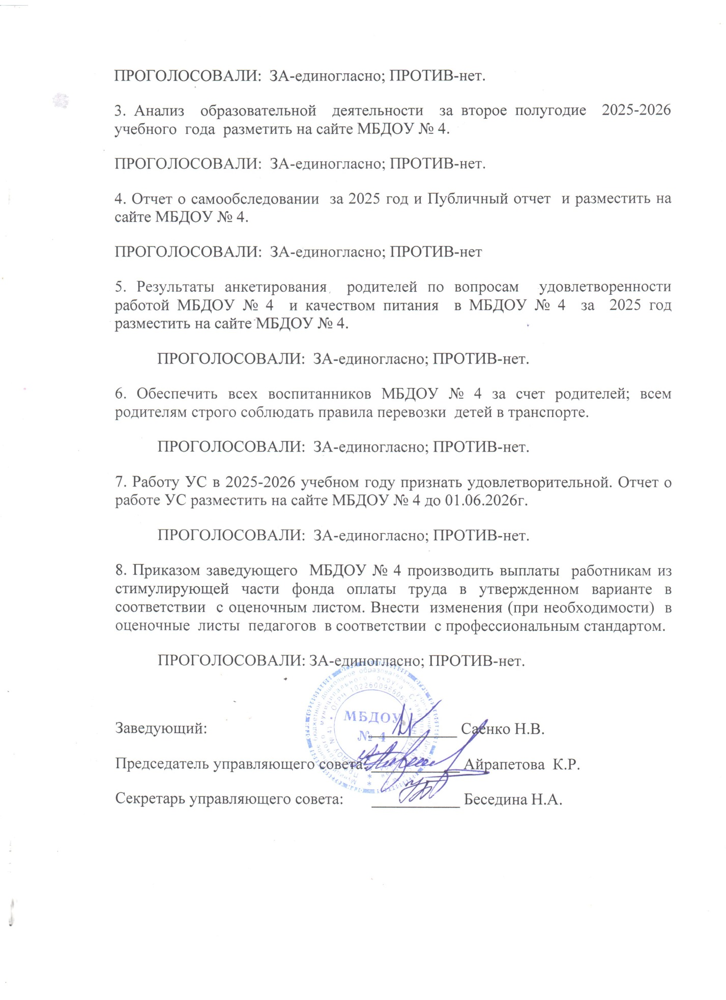 ПРОГОЛОСОВАЛИ: ЗА-единогласно; ПРОТИВ-нет.
3. Анализ образовательной деятельности за второе полугодие 2025-2026
учебного года разметить на сайте МБДОУ № 4.
ПРОГОЛОСОВАЛИ: ЗА-единогласно; ПРОТИВ-нет.
4. Отчет о самообследовании за 2025 год и Публичный отчет и разместить на
сайте МБДОУ № 4.
ПРОГОЛОСОВАЛИ: ЗА-единогласно; ПРОТИВ-нет
5. Результаты анкетирования родителей по вопросам удовлетворенности
работой МБДОУ № 4 и качеством питания в МБДОУ № 4 за 2025 год
разместить на сайте МБДОУ № 4.
ПРОГОЛОСОВАЛИ: ЗА-единогласно; ПРОТИВ-нет.
6. Обеспечить всех воспитанников МБДОУ № 4 за счет родителей; всем
родителям строго соблюдать правила перевозки детей в транспорте.
ПРОГОЛОСОВАЛИ: ЗА-единогласно; ПРОТИВ-нет.
7. Работу УС в 2025-2026 учебном году признать удовлетворительной. Отчет о
работе УС разместить на сайте МБДОУ № 4 до 01.06.2026г.
ПРОГОЛОСОВАЛИ: ЗА-единогласно; ПРОТИВ-нет.
8. Приказом заведующего МБДОУ № 4 производить выплаты работникам из
стимулирующей части фонда оплаты труда в утвержденном варианте в
соответствии с оценочным листом. Внести изменения (при необходимости) в
оценочные листы педагогов в соответствии с профессиональным стандартом.
ПРОГОЛОСОВАЛИ: ЗА-единогласно; ПРОТИВ-нет.
МБДОУ
№ 4
Заведующий: ___________ Саенко Н.В.
Председатель управляющего совета: ___________ Айрапетова К.Р.
Секретарь управляющего совета: ___________ Беседина Н.А.